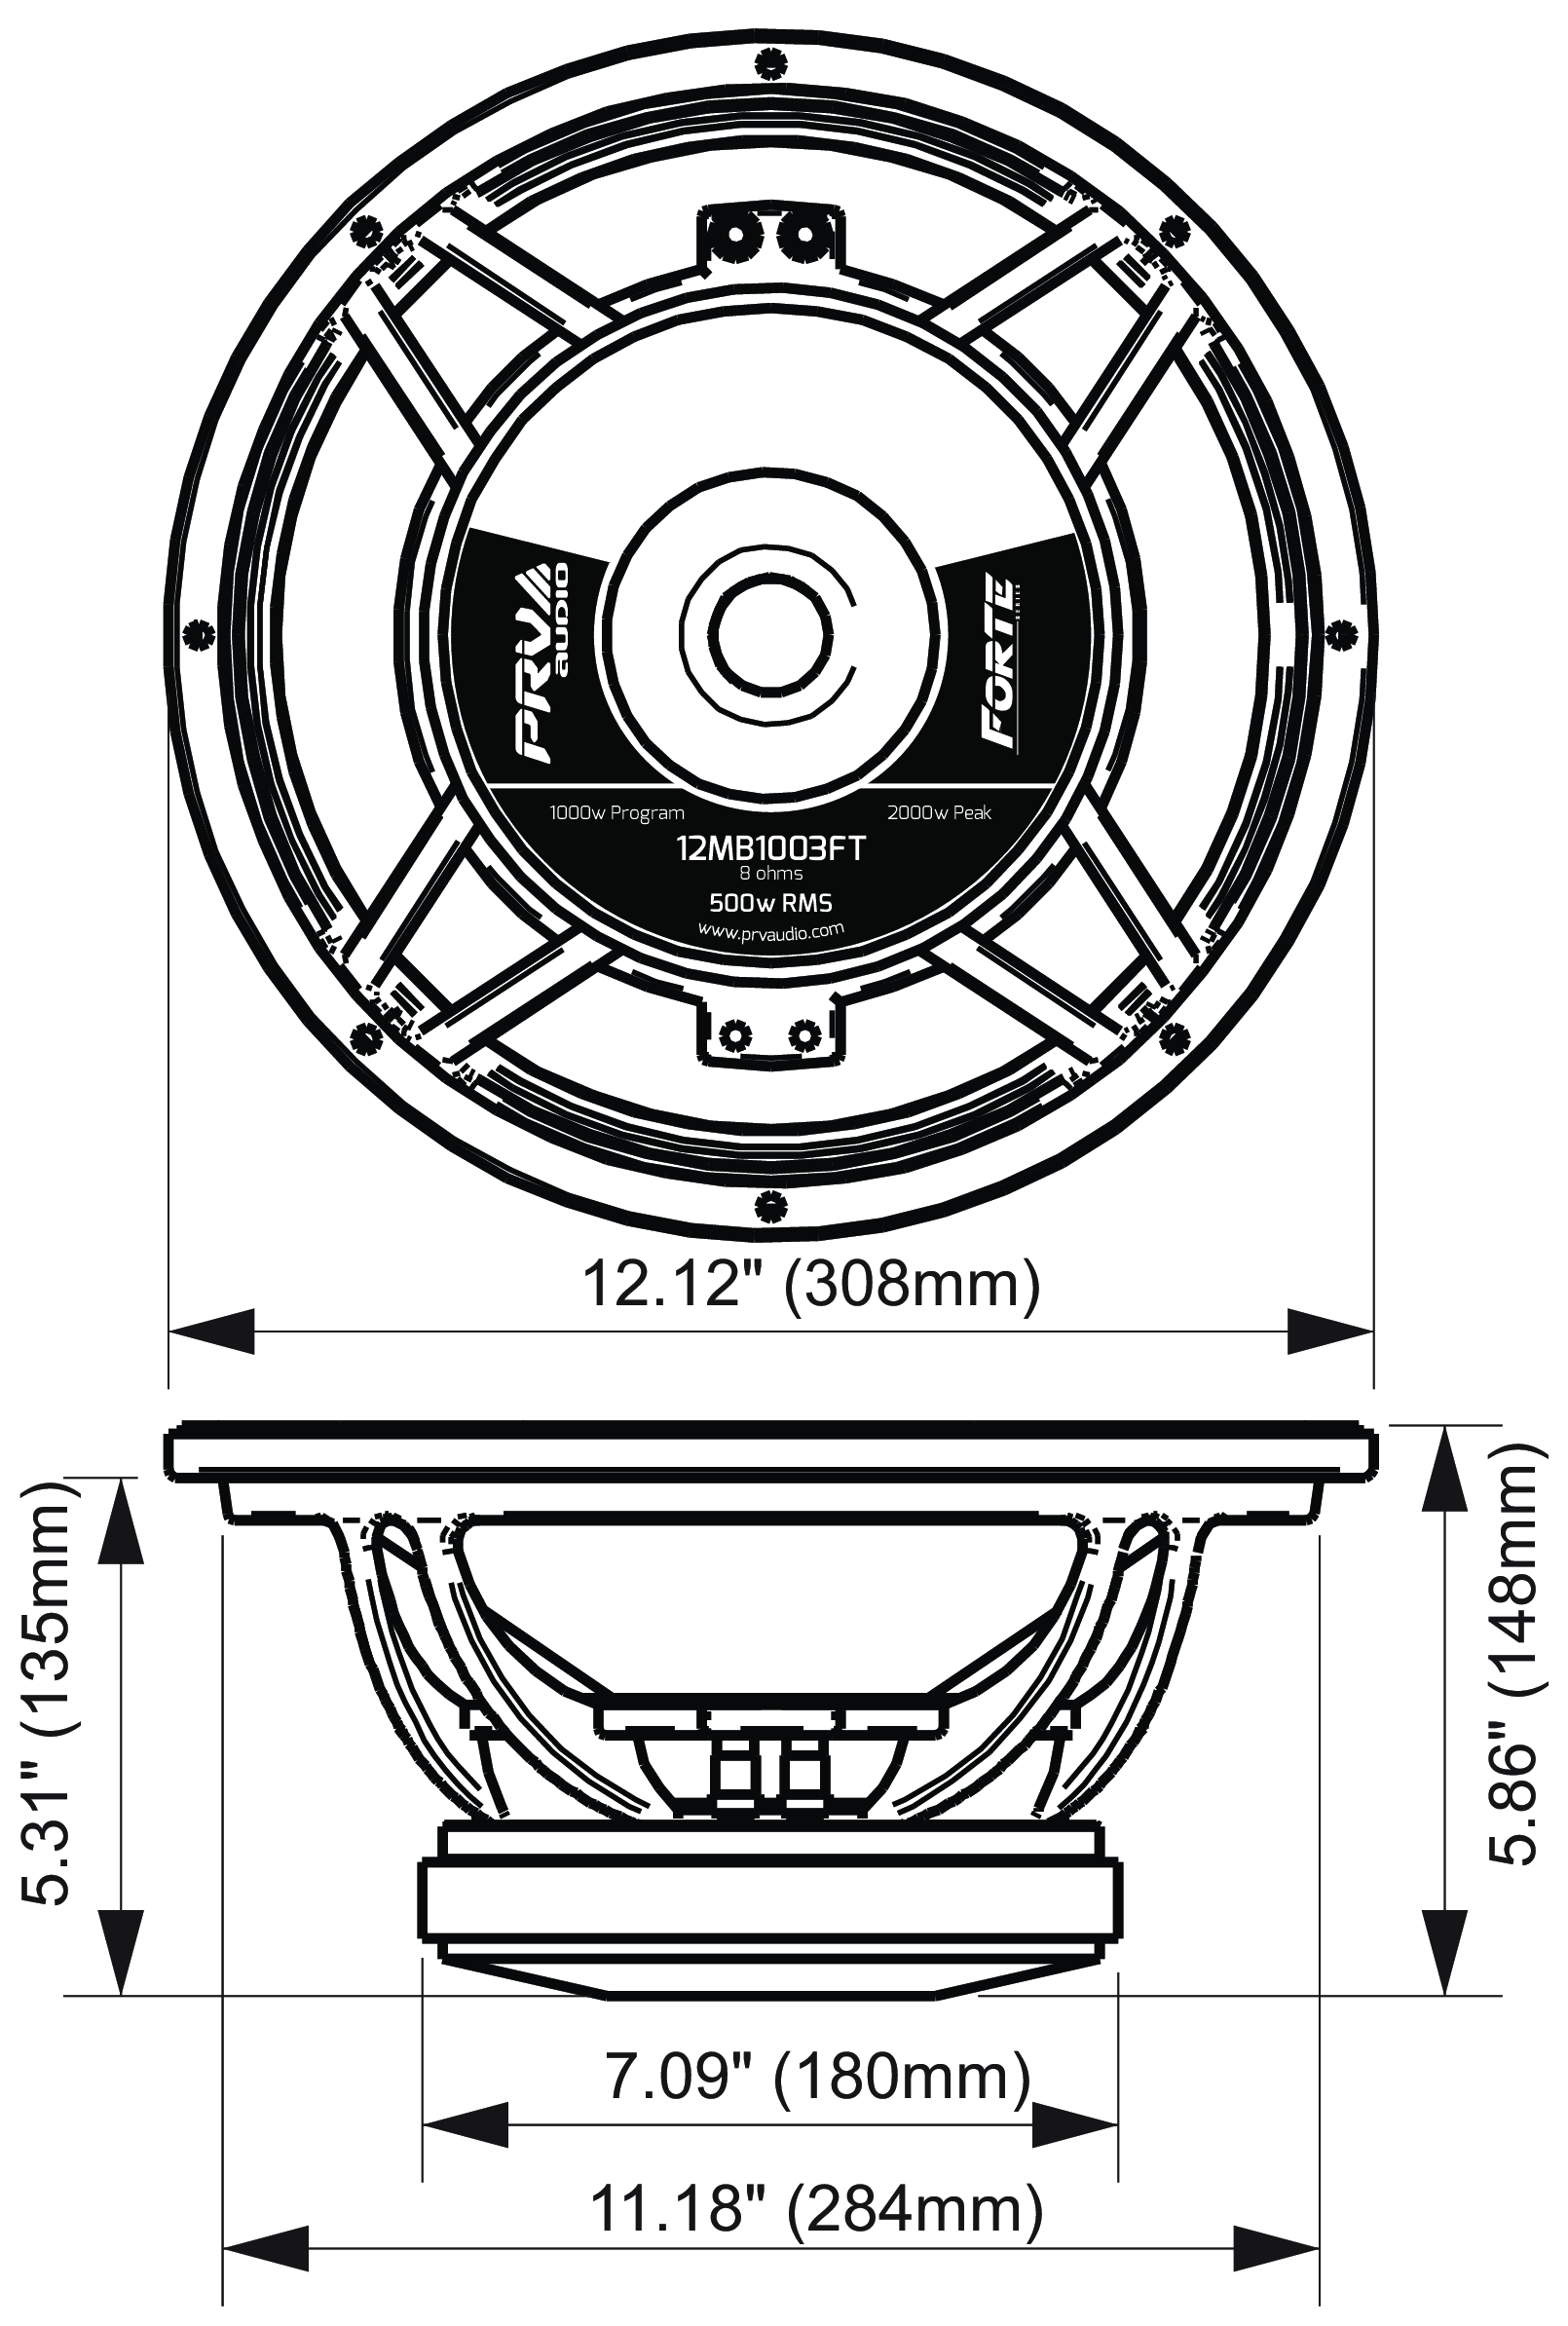 PRV
AUDIO
FORTE
SERIES
1000w Program
2000w Peak
12MB1003FT
8 ohms
500w RMS
www.prvaudio.com
12.12" (308mm)
5.31" (135mm)
5.86" (148mm)
7.09" (180mm)
11.18" (284mm)